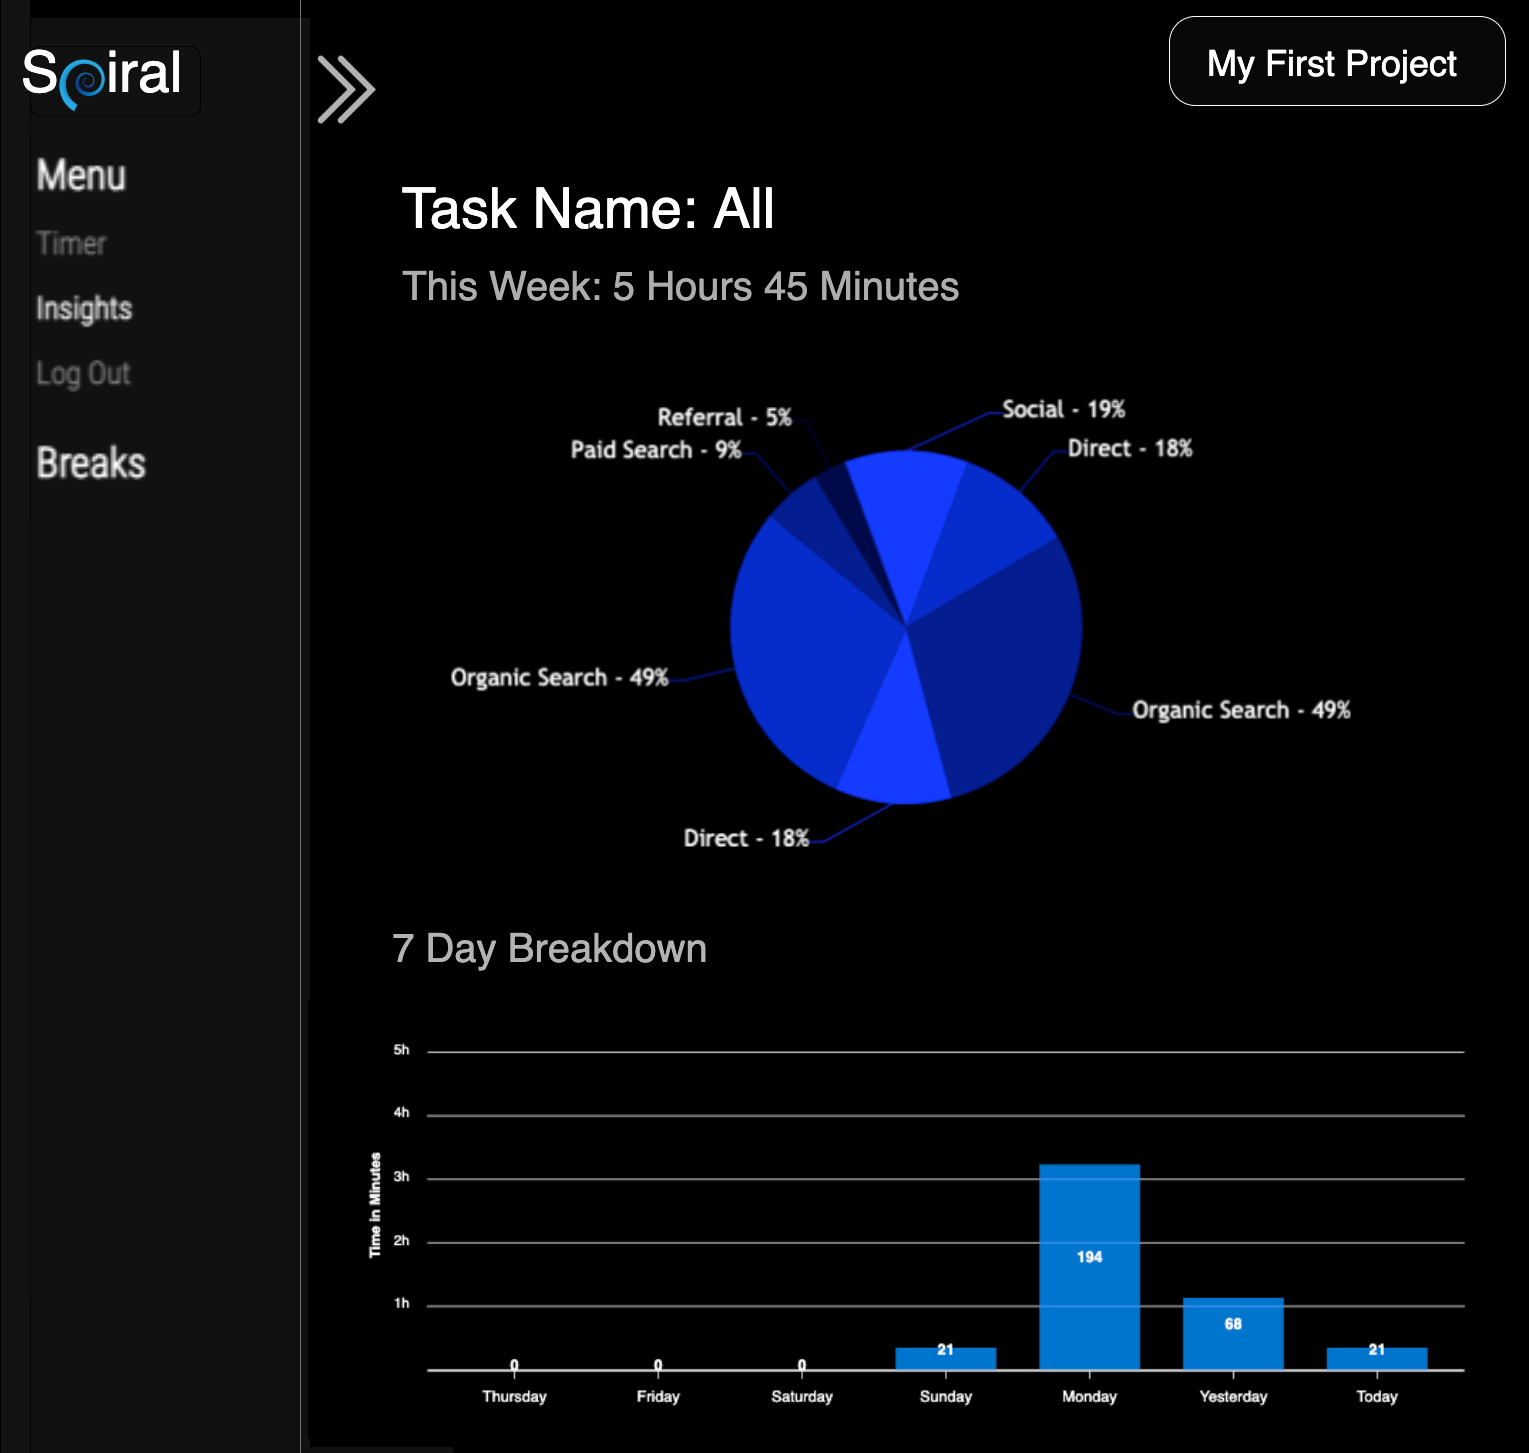 Spiral
My First Project
Menu
Timer
Insights
Log Out
Breaks
Task Name: All
This Week: 5 Hours 45 Minutes
Social - 19%
Referral - 5%
Direct - 18%
Paid Search - 9%
Organic Search - 49%
Organic Search - 49%
Direct - 18%
7 Day Breakdown
Time in Minutes
5h
4h
3h
2h
1h
0 0 0 21 194 68 21
Thursday Friday Saturday Sunday Monday Yesterday Today